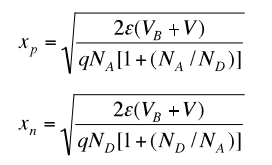 x_p = √(2ε(V_B + V) / qN_A[1 + (N_A / N_D)])
x_n = √(2ε(V_B + V) / qN_D[1 + (N_D / N_A)])